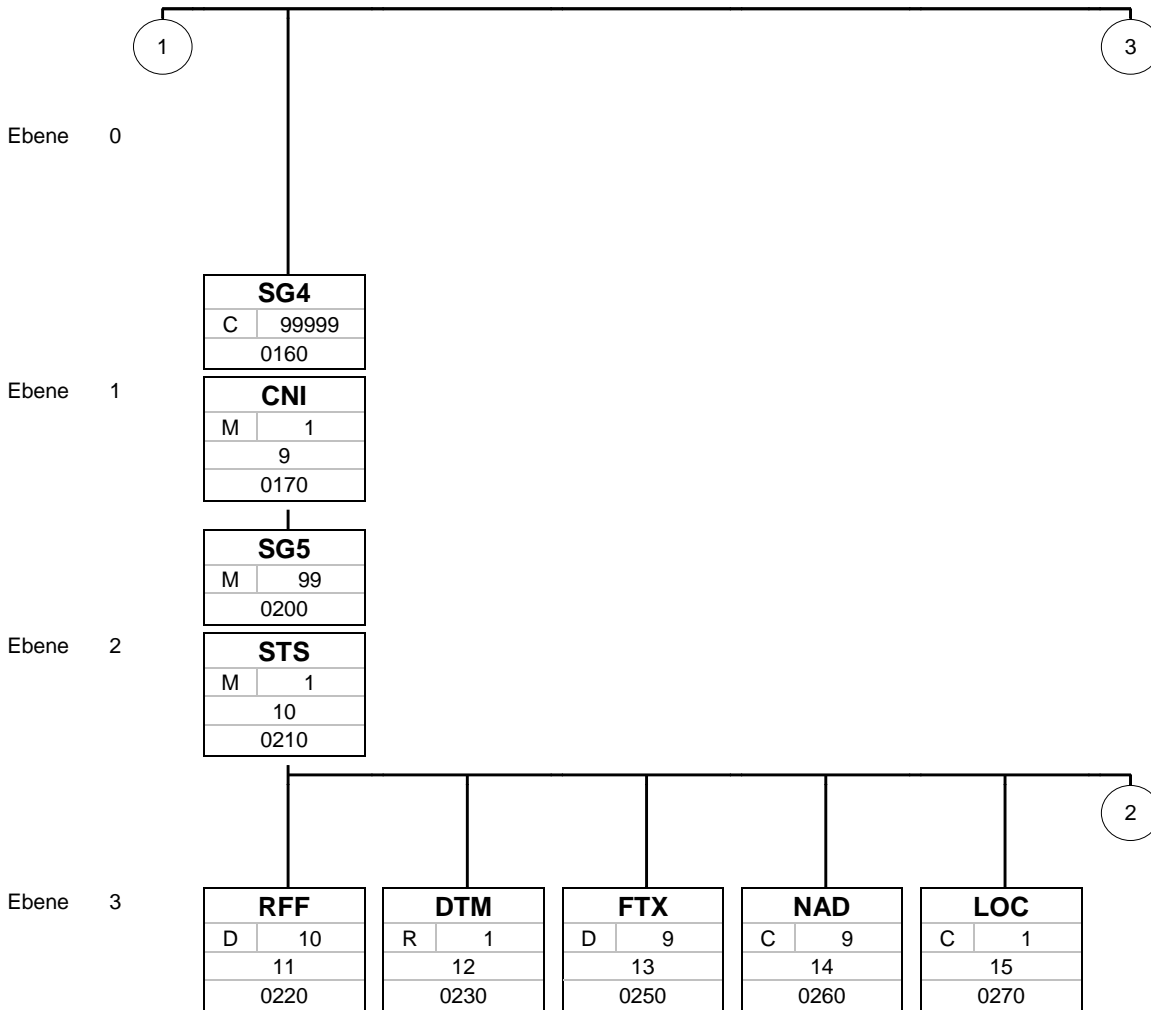 1
3
Ebene 0
SG4
C 99999
0160
Ebene 1
CNI
M 1
9
0170
SG5
M 99
0200
Ebene 2
STS
M 1
10
0210
2
Ebene 3
RFF
D 10
11
0220
DTM
R 1
12
0230
FTX
D 9
13
0250
NAD
C 9
14
0260
LOC
C 1
15
0270